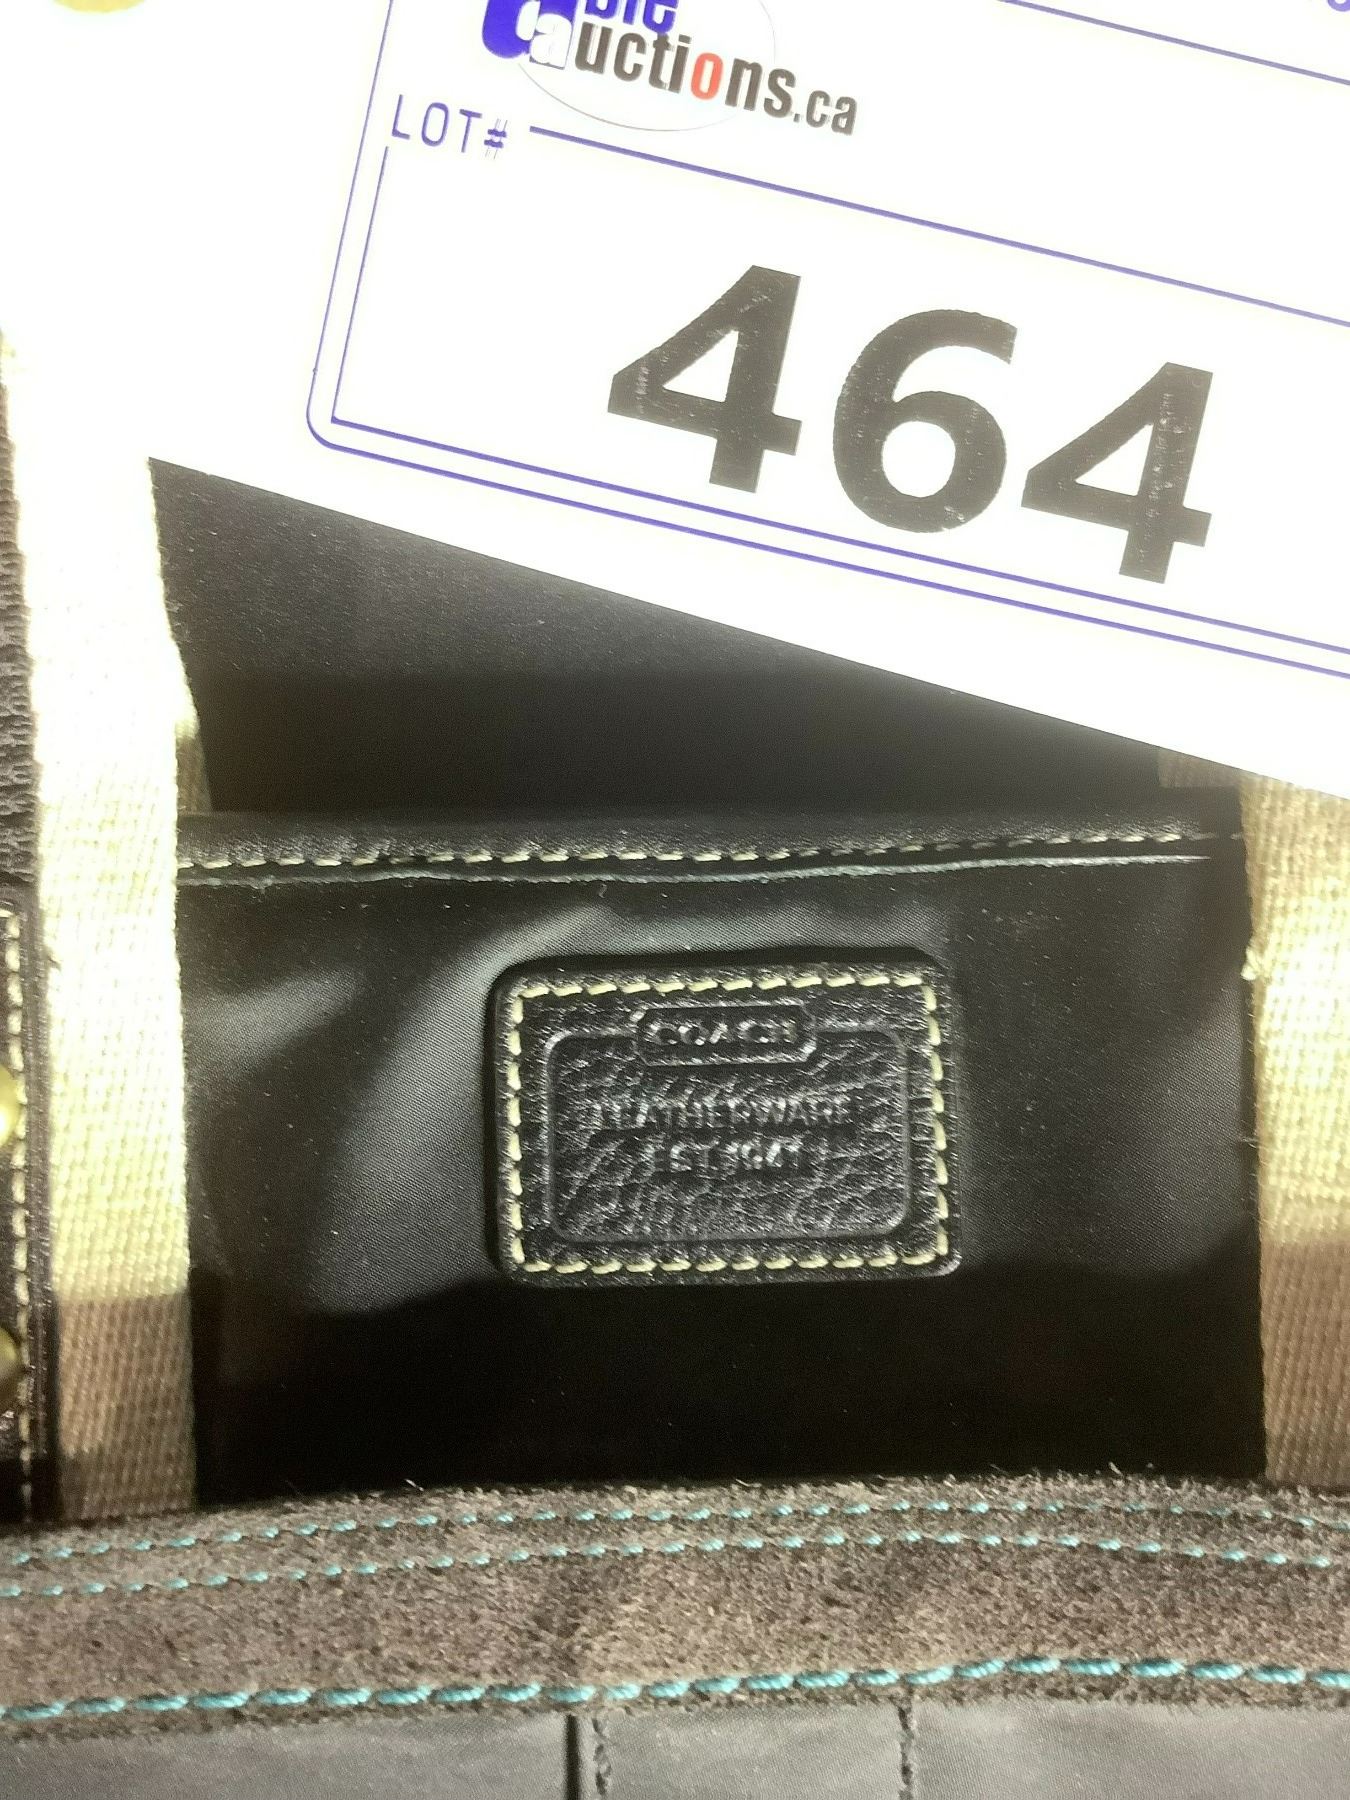 auctions.ca
LOT#
464
COACH
LEATHERWARE
EST. 1941